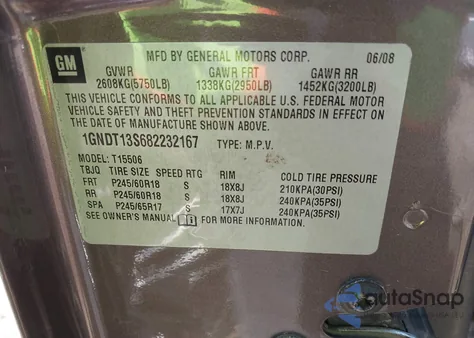 GM
MFD BY GENERAL MOTORS CORP. 06/08
GVWR GAWR FRT GAWR RR
2608KG(5750LB) 1338KG(2950LB) 1452KG(3200LB)
THIS VEHICLE CONFORMS TO ALL APPLICABLE U.S. FEDERAL MOTOR
VEHICLE SAFETY AND THEFT PREVENTION STANDARDS IN EFFECT ON
THE DATE OF MANUFACTURE SHOWN ABOVE.
1GNDT13S682232167 TYPE: M.P.V.
MODEL: T15506
TBJQ TIRE SIZE SPEED RTG RIM COLD TIRE PRESSURE
FRT P245/60R18 S 18X8J 210KPA(30PSI)
RR P245/60R18 S 18X8J 240KPA(35PSI)
SPA P245/65R17 S 17X7J 240KPA(35PSI)
SEE OWNER'S MANUAL FOR MORE INFORMATION.
autoSnap